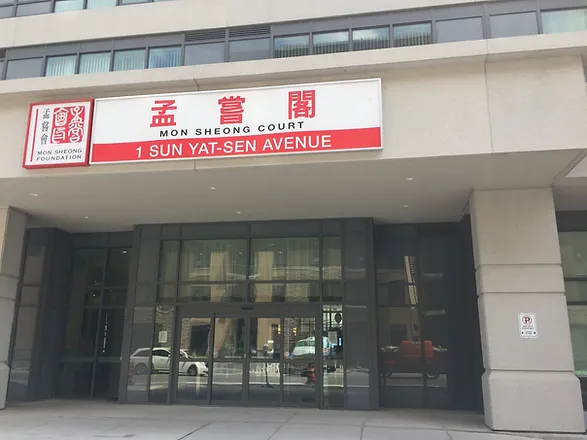 孟嘗會
MON SHEONG
FOUNDATION
孟嘗閣
MON SHEONG COURT
1 SUN YAT-SEN AVENUE